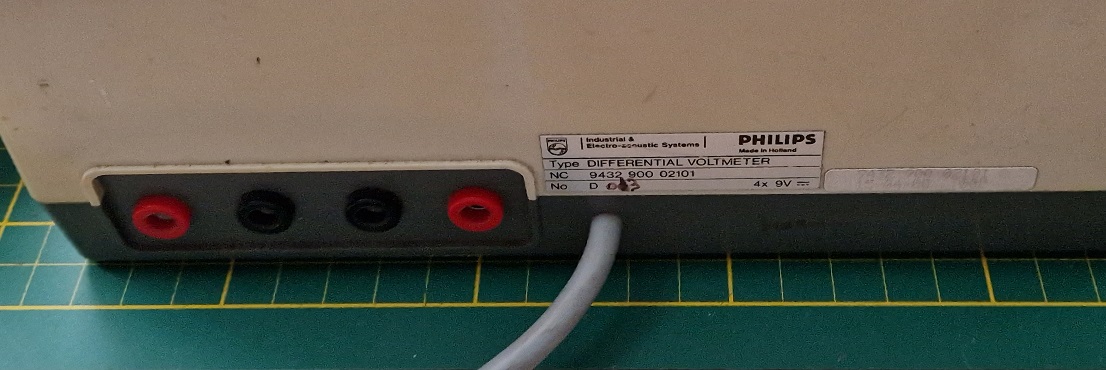 Industrial &
Electro-acoustic Systems
PHILIPS
Made in Holland
Type DIFFERENTIAL VOLTMETER
NC 9432 900 02101
No D
4x 9V